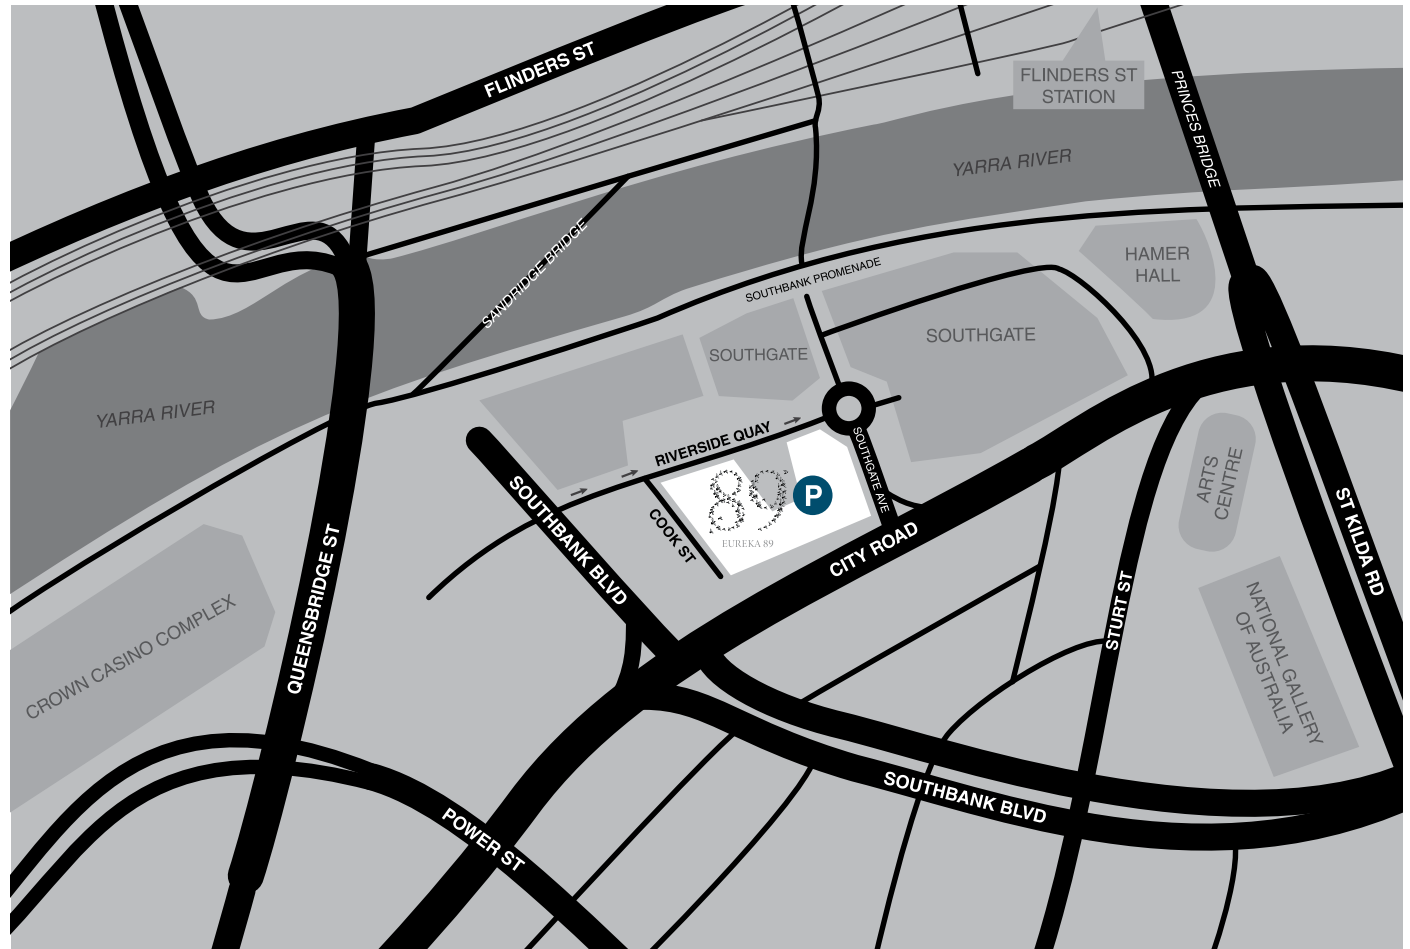 FLINDERS ST
FLINDERS ST
STATION
PRINCES BRIDGE
YARRA RIVER
SANDRIDGE BRIDGE
HAMER
HALL
SOUTHBANK PROMENADE
SOUTHGATE
SOUTHGATE
YARRA RIVER
RIVERSIDE QUAY
SOUTHGATE AVE
ARTS
CENTRE
89
P
EUREKA 89
SOUTHBANK BLVD
COOK ST
CITY ROAD
ST KILDA RD
QUEENSBRIDGE ST
STURT ST
CROWN CASINO COMPLEX
NATIONAL GALLERY
OF AUSTRALIA
SOUTHBANK BLVD
POWER ST